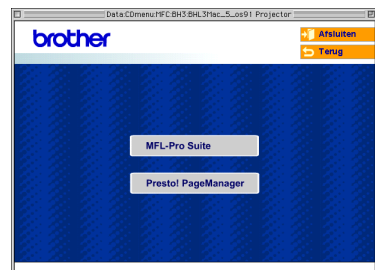 Data:CDmenu:MFC:BH3:BHL3Mac_5_os91 Projector
brother
Afsluiten
Terug
MFL-Pro Suite
Presto! PageManager